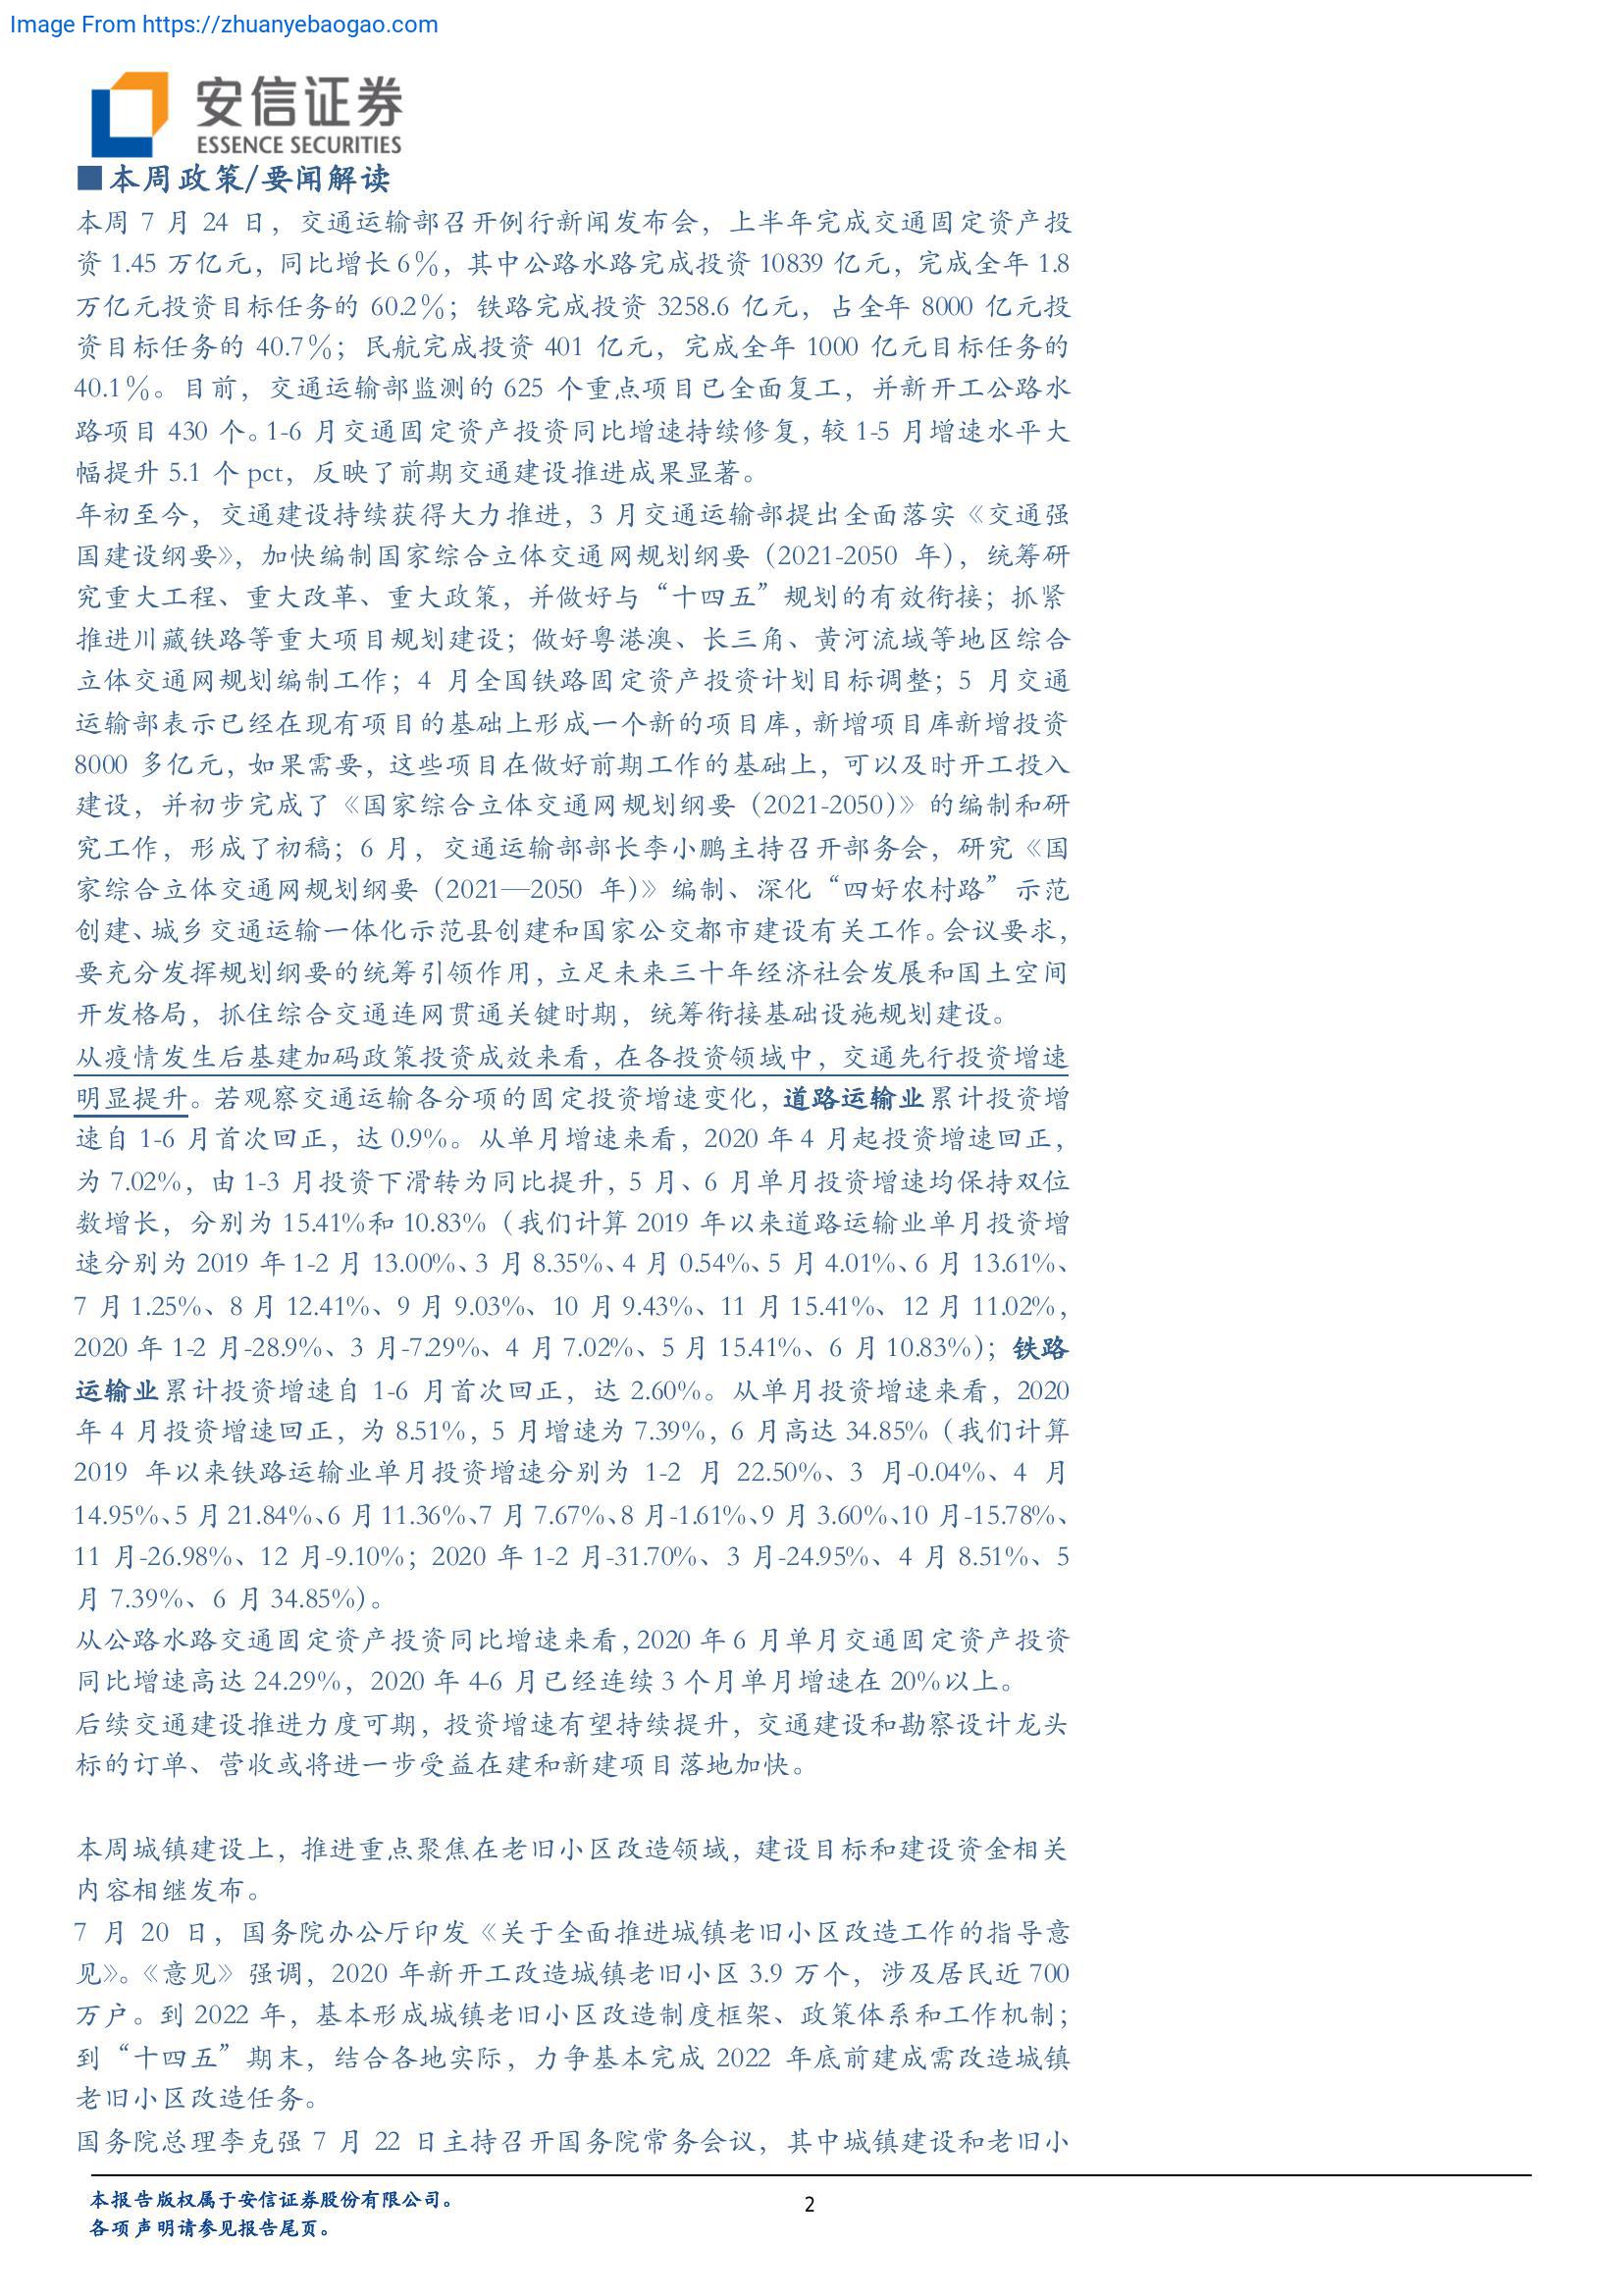 Image From https://zhuanyebaogao.com
安信证券
ESSENCE SECURITIES
■本周政策/要闻解读
本周 7 月 24 日，交通运输部召开例行新闻发布会，上半年完成交通固定资产投
资 1.45 万亿元，同比增长 6％，其中公路水路完成投资 10839 亿元，完成全年 1.8
万亿元投资目标任务的 60.2％；铁路完成投资 3258.6 亿元，占全年 8000 亿元投
资目标任务的 40.7％；民航完成投资 401 亿元，完成全年 1000 亿元目标任务的
40.1％。目前，交通运输部监测的 625 个重点项目已全面复工，并新开工公路水
路项目 430 个。1-6 月交通固定资产投资同比增速持续修复，较 1-5 月增速水平大
幅提升 5.1 个 pct，反映了前期交通建设推进成果显著。
年初至今，交通建设持续获得大力推进，3 月交通运输部提出全面落实《交通强
国建设纲要》，加快编制国家综合立体交通网规划纲要（2021-2050 年），统筹研
究重大工程、重大改革、重大政策，并做好与“十四五”规划的有效衔接；抓紧
推进川藏铁路等重大项目规划建设；做好粤港澳、长三角、黄河流域等地区综合
立体交通网规划编制工作；4 月全国铁路固定资产投资计划目标调整；5 月交通
运输部表示已经在现有项目的基础上形成一个新的项目库，新增项目库新增投资
8000 多亿元，如果需要，这些项目在做好前期工作的基础上，可以及时开工投入
建设，并初步完成了《国家综合立体交通网规划纲要（2021-2050）》的编制和研
究工作，形成了初稿；6 月，交通运输部部长李小鹏主持召开部务会，研究《国
家综合立体交通网规划纲要（2021—2050 年）》编制、深化“四好农村路”示范
创建、城乡交通运输一体化示范县创建和国家公交都市建设有关工作。会议要求，
要充分发挥规划纲要的统筹引领作用，立足未来三十年经济社会发展和国土空间
开发格局，抓住综合交通连网贯通关键时期，统筹衔接基础设施规划建设。
从疫情发生后基建加码政策投资成效来看，在各投资领域中，交通先行投资增速
明显提升。若观察交通运输各分项的固定投资增速变化，道路运输业累计投资增
速自 1-6 月首次回正，达 0.9%。从单月增速来看，2020 年 4 月起投资增速回正，
为 7.02%，由 1-3 月投资下滑转为同比提升，5 月、6 月单月投资增速均保持双位
数增长，分别为 15.41%和 10.83%（我们计算 2019 年以来道路运输业单月投资增
速分别为 2019 年 1-2 月 13.00%、3 月 8.35%、4 月 0.54%、5 月 4.01%、6 月 13.61%、
7 月 1.25%、8 月 12.41%、9 月 9.03%、10 月 9.43%、11 月 15.41%、12 月 11.02%，
2020 年 1-2 月-28.9%、3 月-7.29%、4 月 7.02%、5 月 15.41%、6 月 10.83%）；铁路
运输业累计投资增速自 1-6 月首次回正，达 2.60%。从单月投资增速来看，2020
年 4 月投资增速回正，为 8.51%，5 月增速为 7.39%，6 月高达 34.85%（我们计算
2019 年以来铁路运输业单月投资增速分别为 1-2 月 22.50%、3 月-0.04%、4 月
14.95%、5 月 21.84%、6 月 11.36%、7 月 7.67%、8 月-1.61%、9 月 3.60%、10 月-15.78%、
11 月-26.98%、12 月-9.10%；2020 年 1-2 月-31.70%、3 月-24.95%、4 月 8.51%、5
月 7.39%、6 月 34.85%）。
从公路水路交通固定资产投资同比增速来看，2020 年 6 月单月交通固定资产投资
同比增速高达 24.29%，2020 年 4-6 月已经连续 3 个月单月增速在 20%以上。
后续交通建设推进力度可期，投资增速有望持续提升，交通建设和勘察设计龙头
标的订单、营收或将进一步受益在建和新建项目落地加快。
本周城镇建设上，推进重点聚焦在老旧小区改造领域，建设目标和建设资金相关
内容相继发布。
7 月 20 日，国务院办公厅印发《关于全面推进城镇老旧小区改造工作的指导意
见》。《意见》强调，2020 年新开工改造城镇老旧小区 3.9 万个，涉及居民近 700
万户。到 2022 年，基本形成城镇老旧小区改造制度框架、政策体系和工作机制；
到“十四五”期末，结合各地实际，力争基本完成 2022 年底前建成需改造城镇
老旧小区改造任务。
国务院总理李克强 7 月 22 日主持召开国务院常务会议，其中城镇建设和老旧小
本报告版权属于安信证券股份有限公司。
各项声明请参见报告尾页。
2